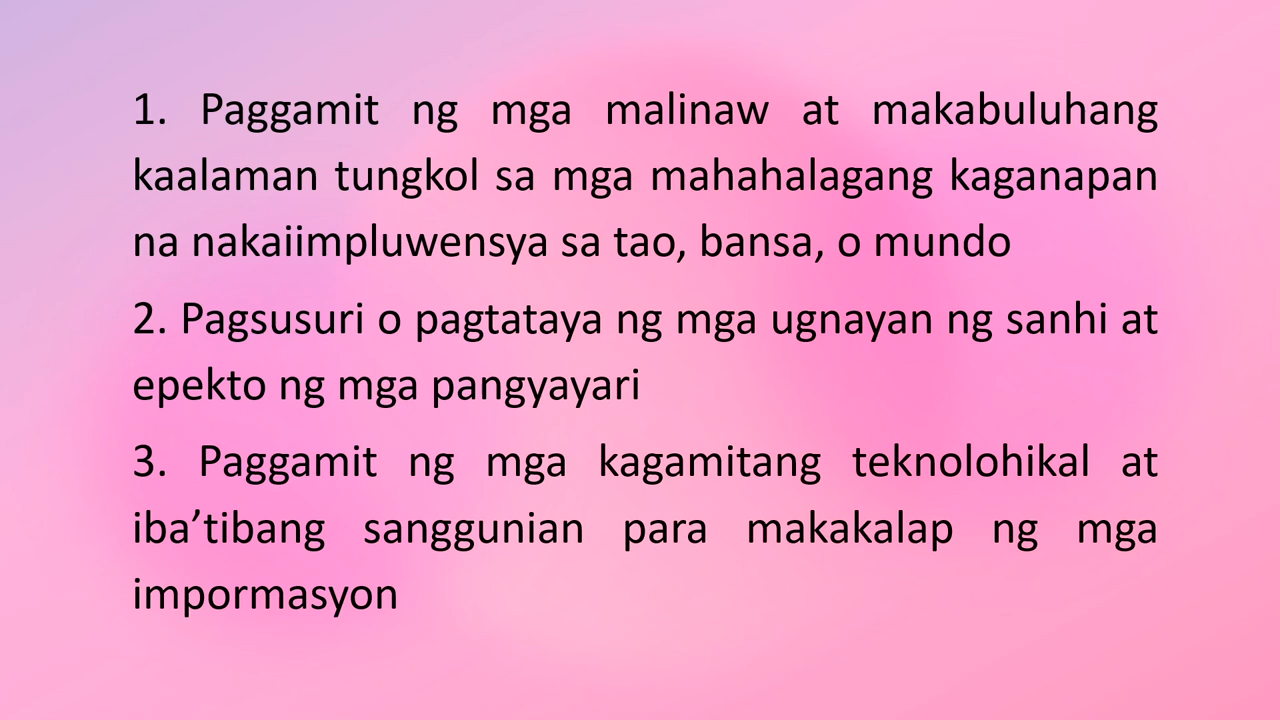 1. Paggamit ng mga malinaw at makabuluhang
kaalaman tungkol sa mga mahahalagang kaganapan
na nakaiimpluwensya sa tao, bansa, o mundo
2. Pagsusuri o pagtataya ng mga ugnayan ng sanhi at
epekto ng mga pangyayari
3. Paggamit ng mga kagamitang teknolohikal at
iba’tibang sanggunian para makakalap ng mga
impormasyon